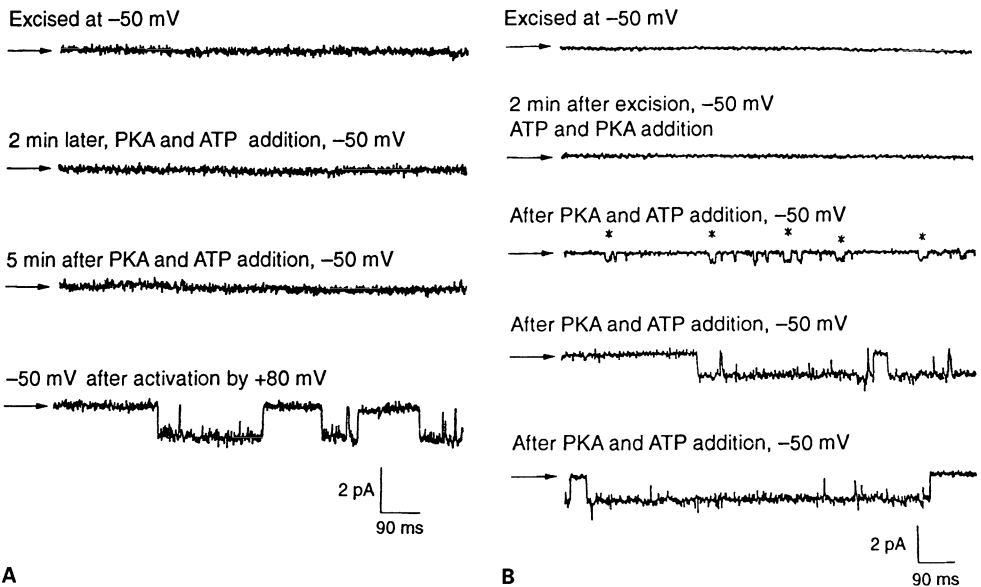 Excised at –50 mV
2 min later, PKA and ATP addition, –50 mV
5 min after PKA and ATP addition, –50 mV
–50 mV after activation by +80 mV
2 pA
90 ms
A
Excised at –50 mV
2 min after excision, –50 mV
ATP and PKA addition
After PKA and ATP addition, –50 mV
* * * * *
After PKA and ATP addition, –50 mV
After PKA and ATP addition, –50 mV
2 pA
90 ms
B